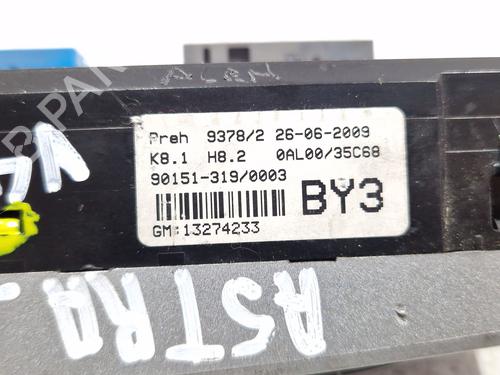 Preh 9378/2 26-06-2009
K8.1 H8.2 0AL00/35C68
90151-319/0003
BY3
GM:13274233
ASTRA
B PARTS